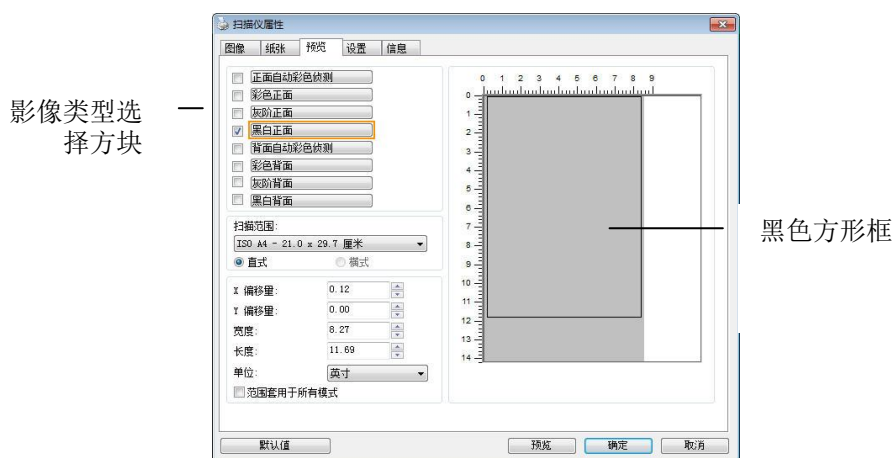 扫描仪属性
图像 纸张 预览 设置 信息
影像类型选
择方块
正面自动彩色侦测
彩色正面
灰阶正面
黑白正面
背面自动彩色侦测
彩色背面
灰阶背面
黑白背面
扫描范围:
ISO A4 - 21.0 x 29.7 厘米
直式 横式
X 偏移量: 0.12
Y 偏移量: 0.00
宽度: 8.27
长度: 11.69
单位: 英寸
范围套用于所有模式
0 1 2 3 4 5 6 7 8 9
0
1
2
3
4
5
6
7
8
9
10
11
12
13
14
黑色方形框
默认值 预览 确定 取消